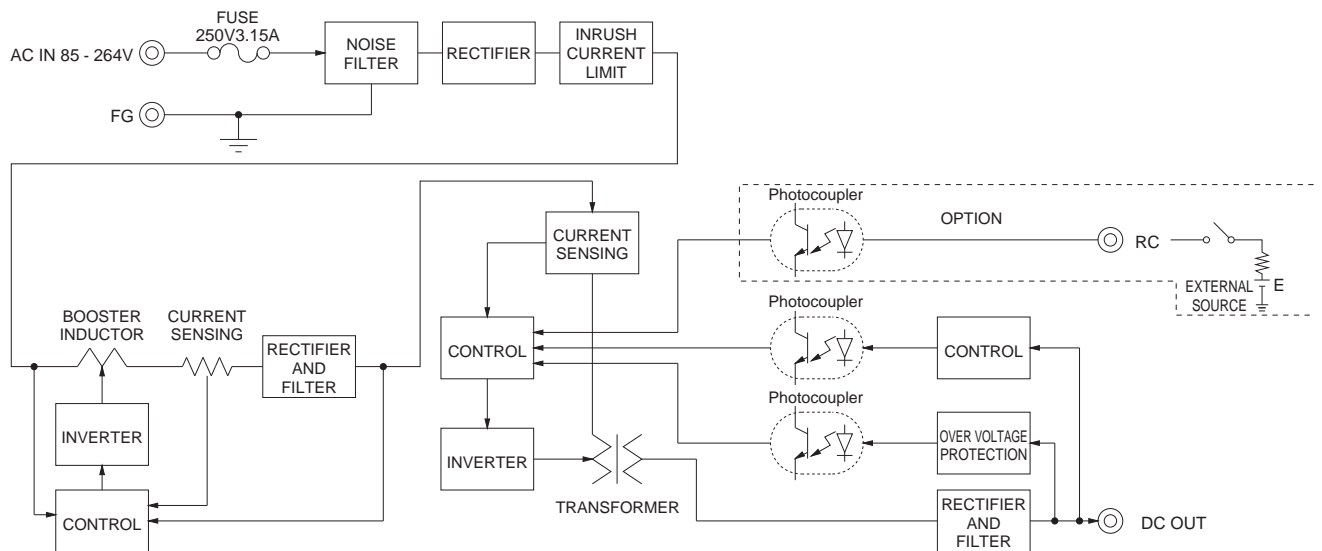 FUSE
250V3.15A
AC IN 85 - 264V
NOISE
FILTER
RECTIFIER
INRUSH
CURRENT
LIMIT
FG
Photocoupler
OPTION
RC
CURRENT
SENSING
E
EXTERNAL
SOURCE
BOOSTER
INDUCTOR
CURRENT
SENSING
RECTIFIER
AND
FILTER
CONTROL
Photocoupler
CONTROL
Photocoupler
INVERTER
INVERTER
OVER VOLTAGE
PROTECTION
TRANSFORMER
CONTROL
RECTIFIER
AND
FILTER
DC OUT